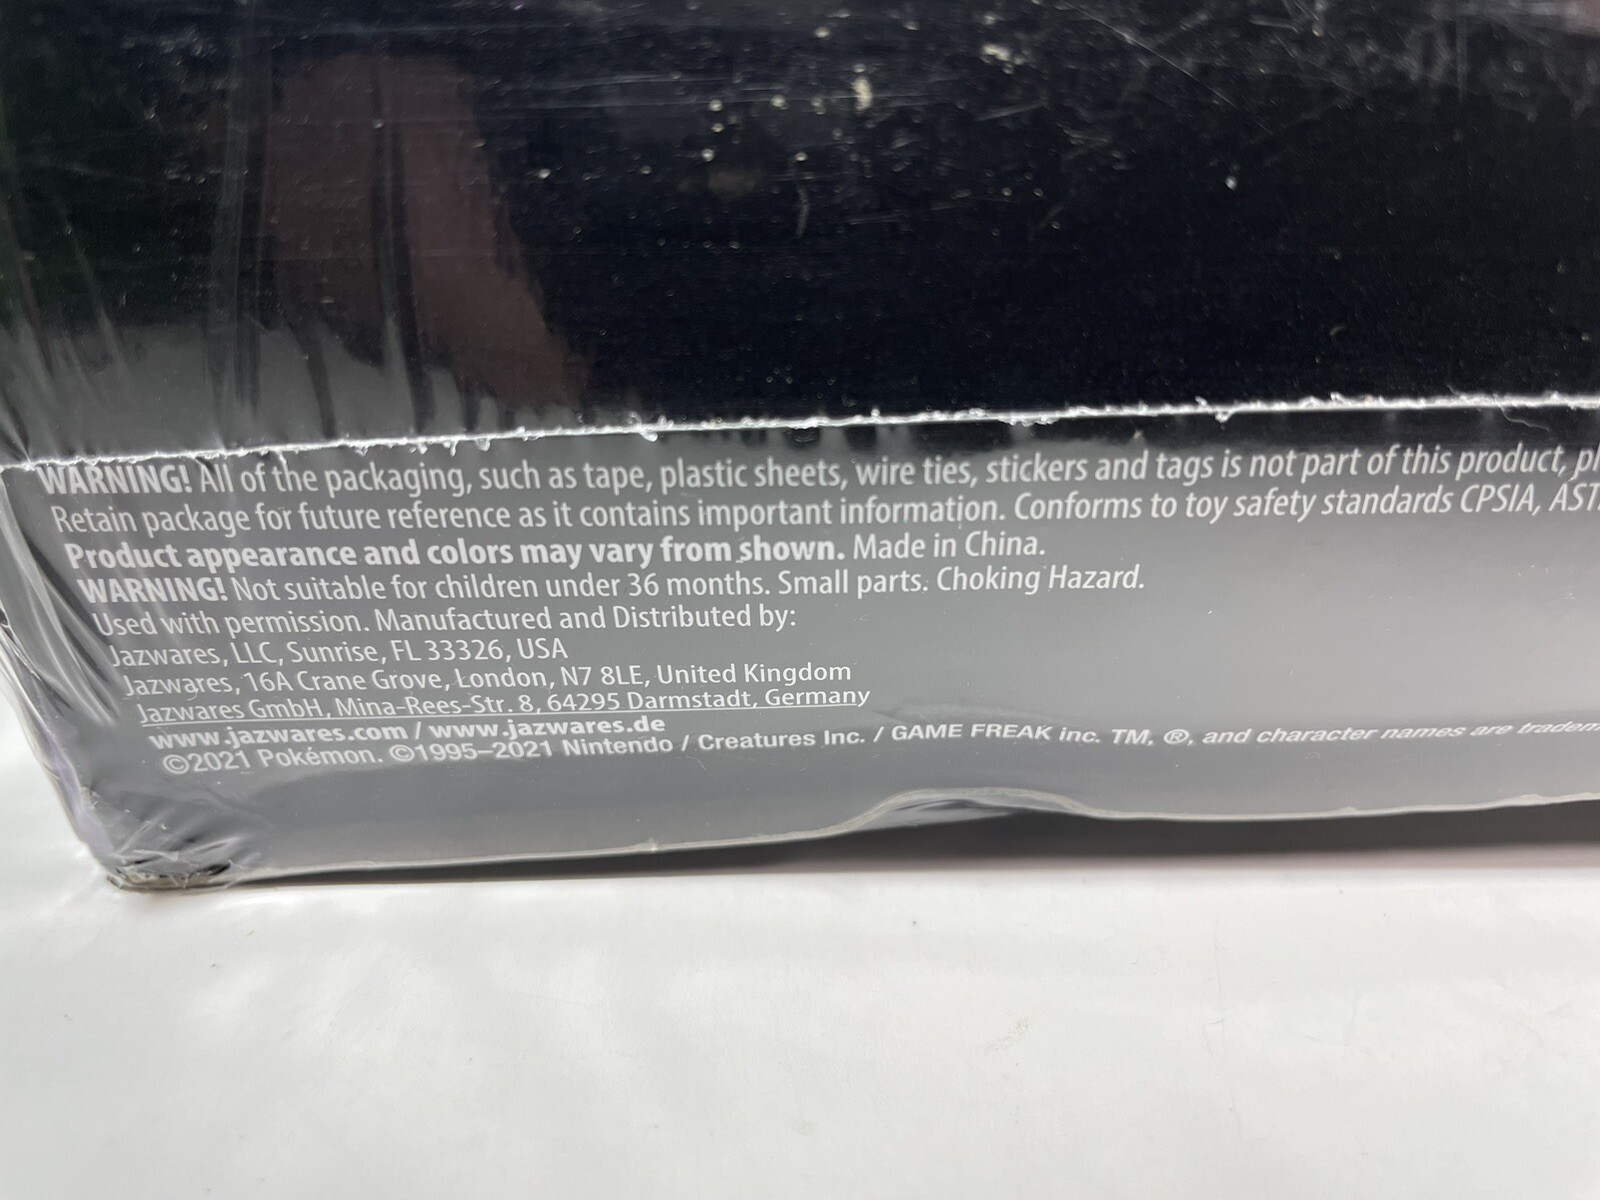 WARNING! All of the packaging, such as tape, plastic sheets, wire ties, stickers and tags is not part of this product,
Retain package for future reference as it contains important information. Conforms to toy safety standards CPSIA,
Product appearance and colors may vary from shown. Made in China.
WARNING! Not suitable for children under 36 months. Small parts. Choking Hazard.
Used with permission. Manufactured and Distributed by:
Jazwares, LLC, Sunrise, FL 33326, USA
Jazwares, 16A Crane Grove, London, N7 8LE, United Kingdom
Jazwares GmbH, Mina-Rees-Str. 8, 64295 Darmstadt, Germany
www.jazwares.com / www.jazwares.de
©2021 Pokémon. ©1995–2021 Nintendo / Creatures Inc. / GAME FREAK inc. TM, ®, and character names are